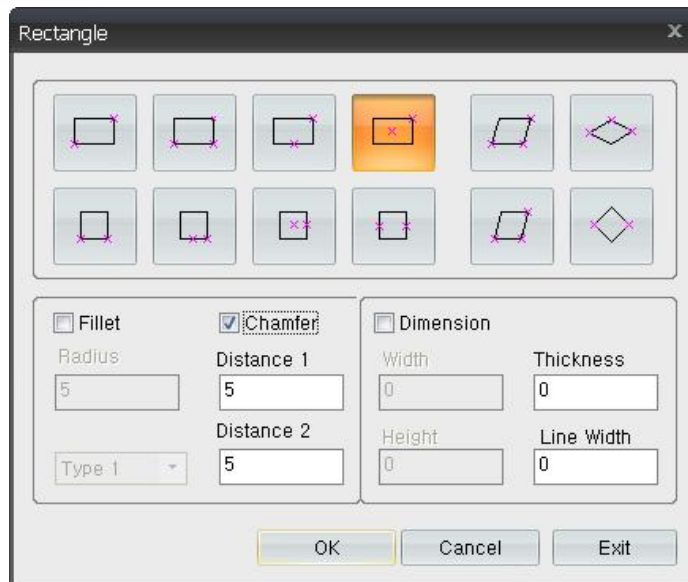 Rectangle
Fillet
Chamfer
Dimension
Radius
Distance 1
Width
Thickness
5
5
0
0
Distance 2
Height
Line Width
Type 1
5
0
0
OK
Cancel
Exit